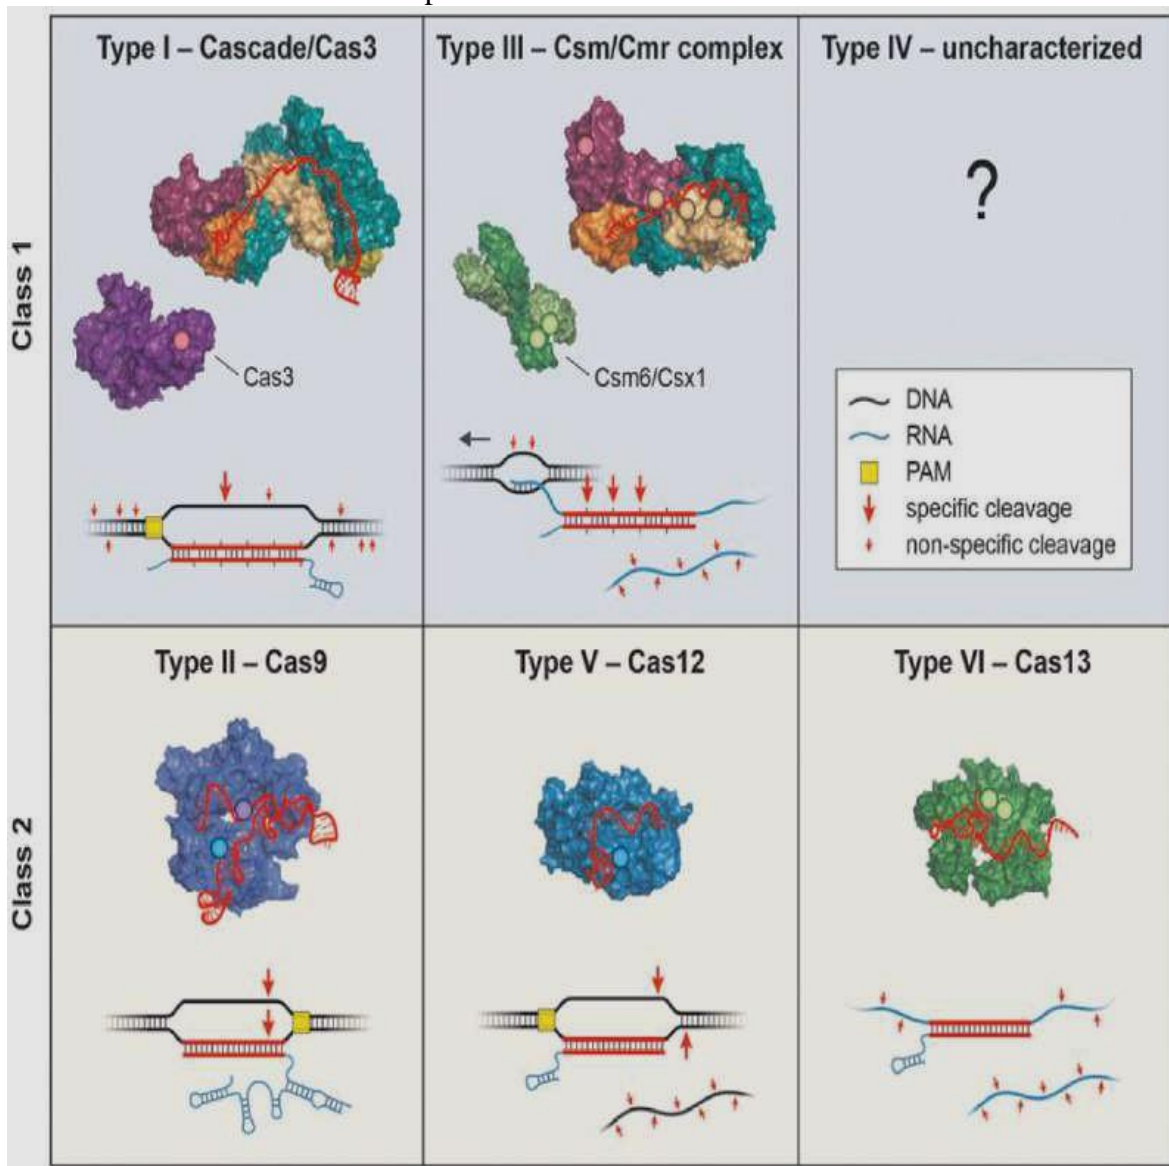 Type I – Cascade/Cas3
Type III – Csm/Cmr complex
Type IV – uncharacterized
?
Class 1
Cas3
Csm6/Csx1
DNA
RNA
PAM
specific cleavage
non-specific cleavage
Type II – Cas9
Type V – Cas12
Type VI – Cas13
Class 2